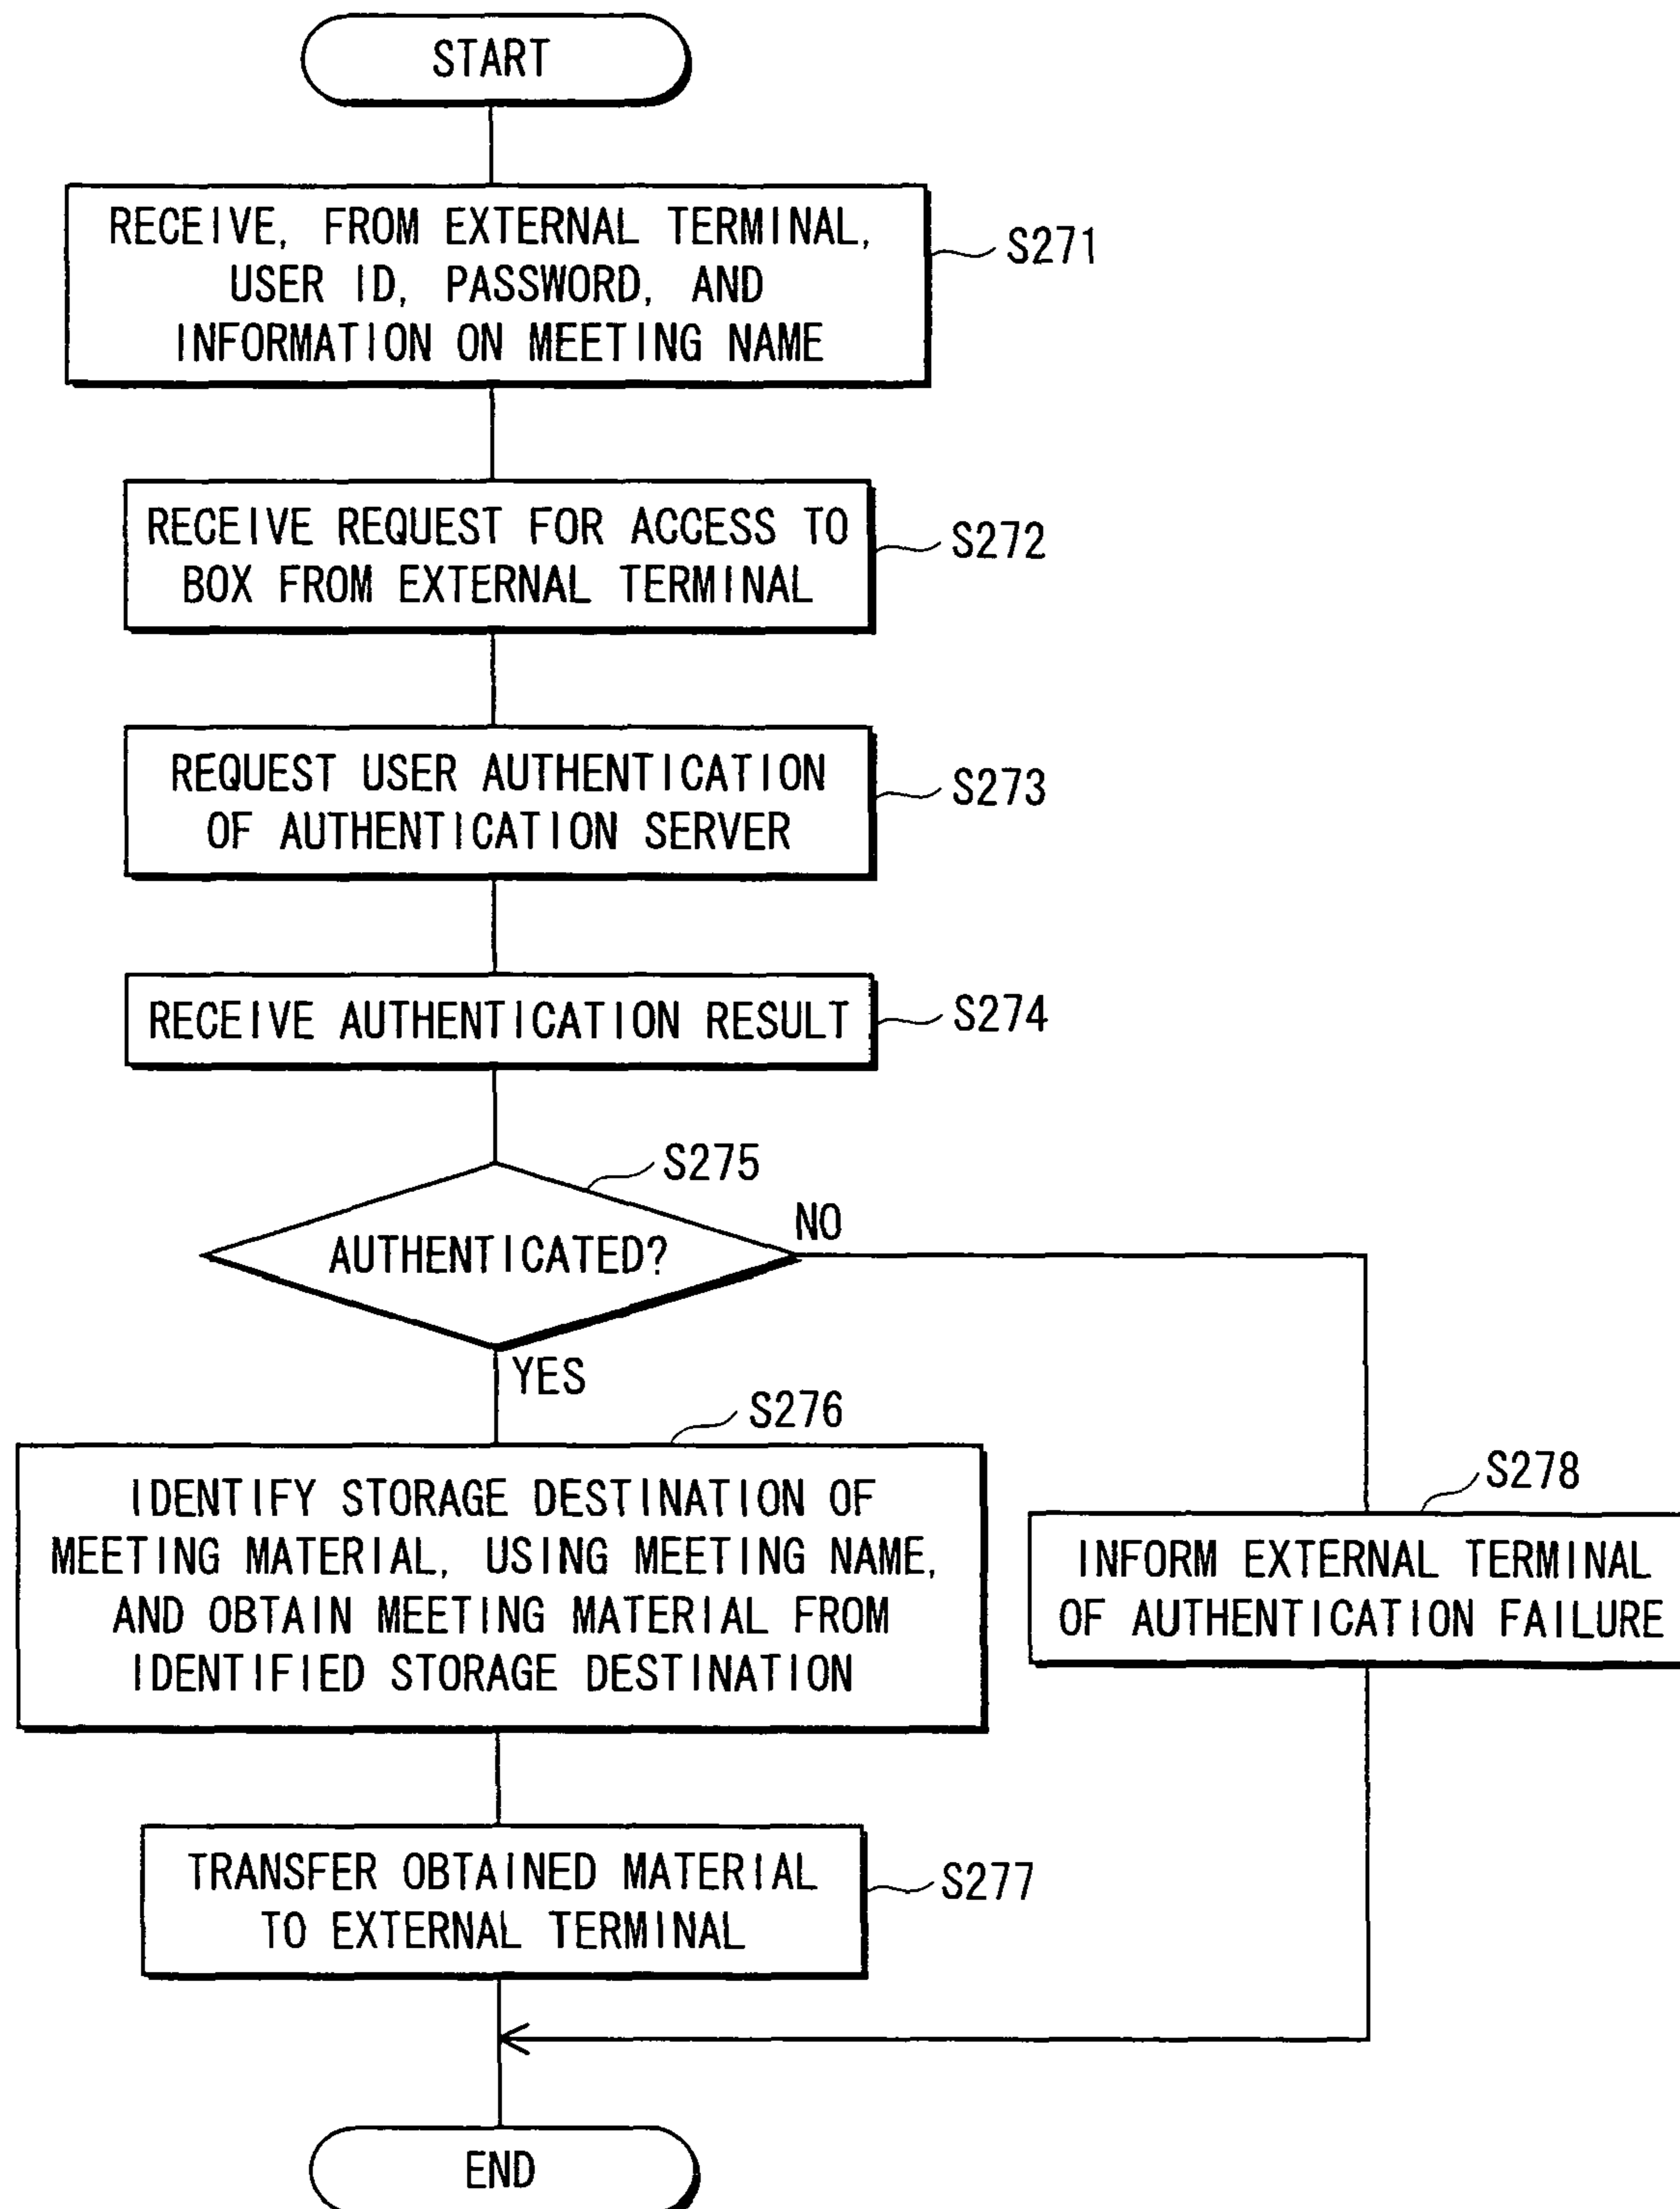 START
RECEIVE, FROM EXTERNAL TERMINAL,
USER ID, PASSWORD, AND
INFORMATION ON MEETING NAME
S271
RECEIVE REQUEST FOR ACCESS TO
BOX FROM EXTERNAL TERMINAL
S272
REQUEST USER AUTHENTICATION
OF AUTHENTICATION SERVER
S273
RECEIVE AUTHENTICATION RESULT
S274
S275
AUTHENTICATED?
NO
YES
S276
IDENTIFY STORAGE DESTINATION OF
MEETING MATERIAL, USING MEETING NAME,
AND OBTAIN MEETING MATERIAL FROM
IDENTIFIED STORAGE DESTINATION
S278
INFORM EXTERNAL TERMINAL
OF AUTHENTICATION FAILURE
TRANSFER OBTAINED MATERIAL
TO EXTERNAL TERMINAL
S277
END